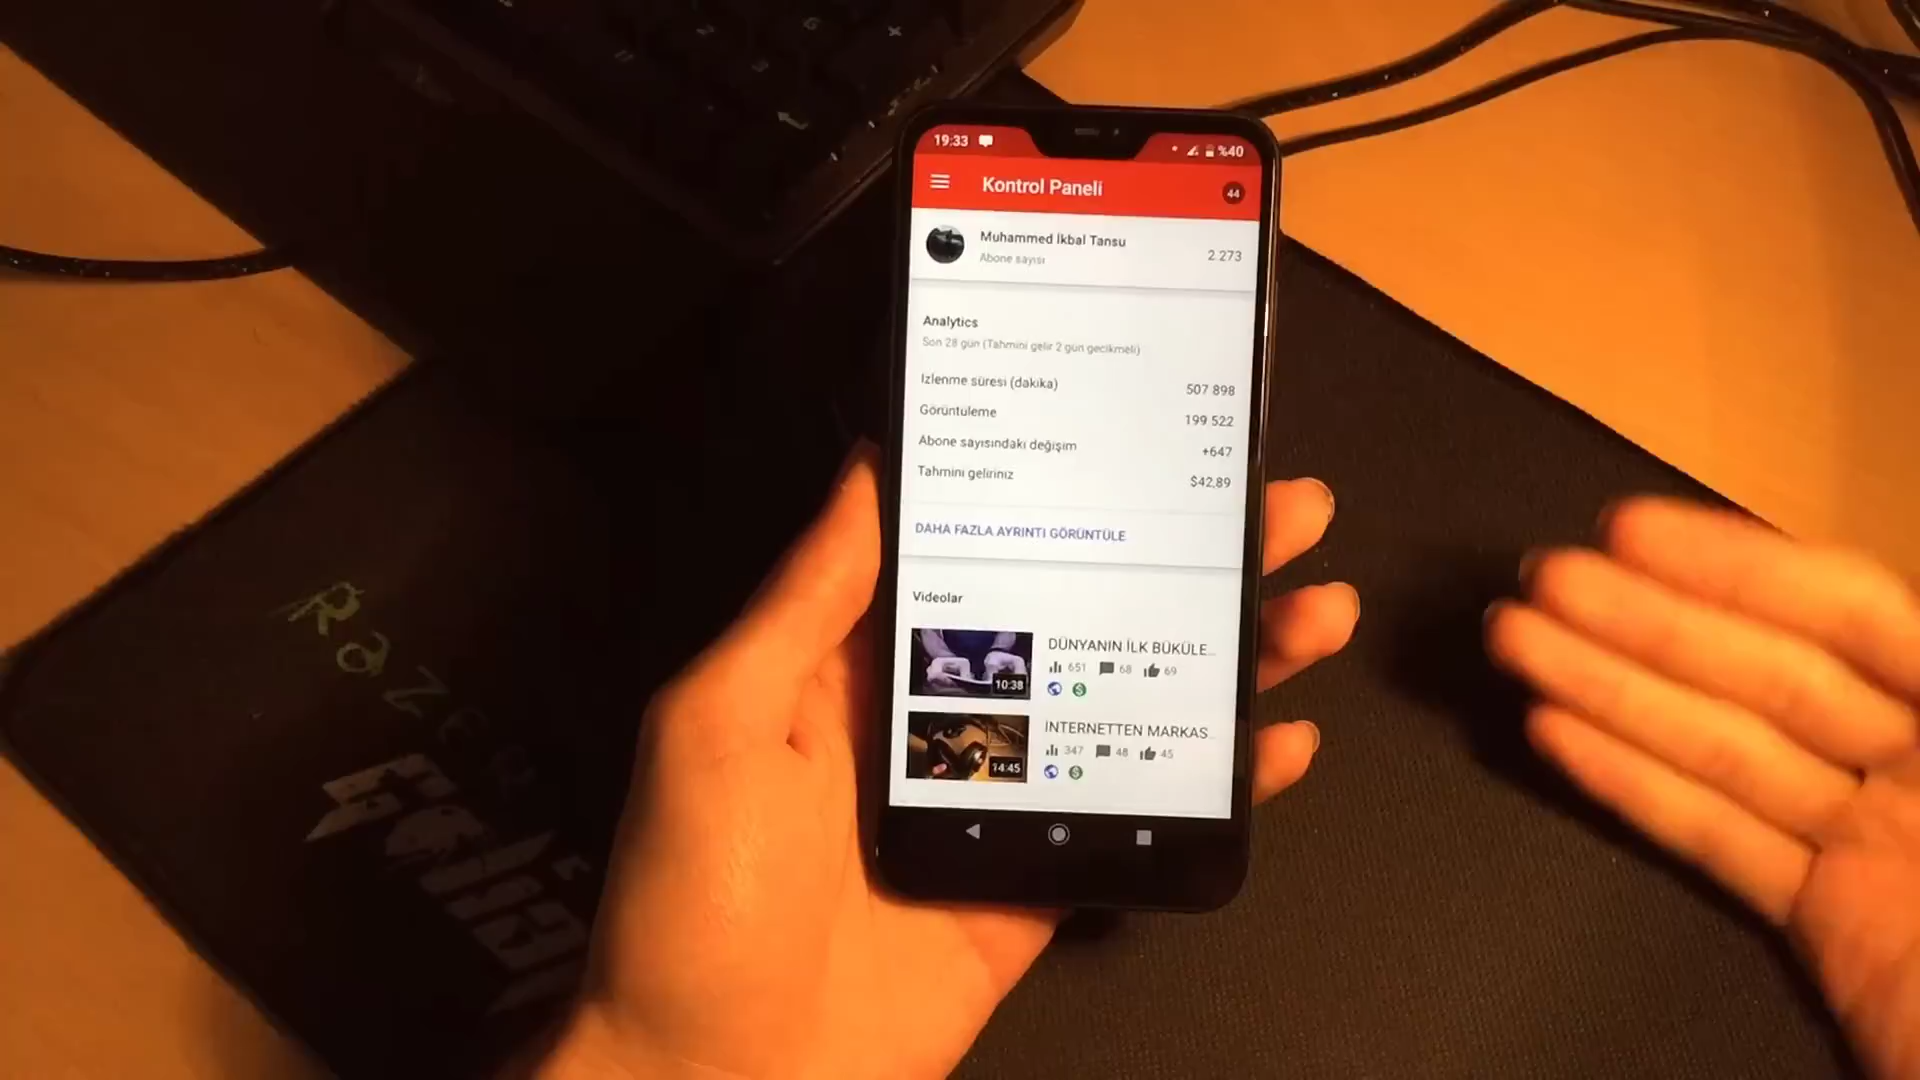 19:33
%40
Kontrol Paneli
44
Muhammed İkbal Tansu
Abone sayısı
2.273
Analytics
Son 28 gün (Tahmini gelir 2 gün gecikmeli)
İzlenme süresi (dakika) 507 898
Görüntüleme 199 522
Abone sayısındaki değişim +647
Tahmini geliriniz $42,89
DAHA FAZLA AYRINTI GÖRÜNTÜLE
Videolar
10:38
DÜNYANIN İLK BÜKÜLE...
651 68 69
14:45
İNTERNETTEN MARKAS...
347 48 45
RaZeR